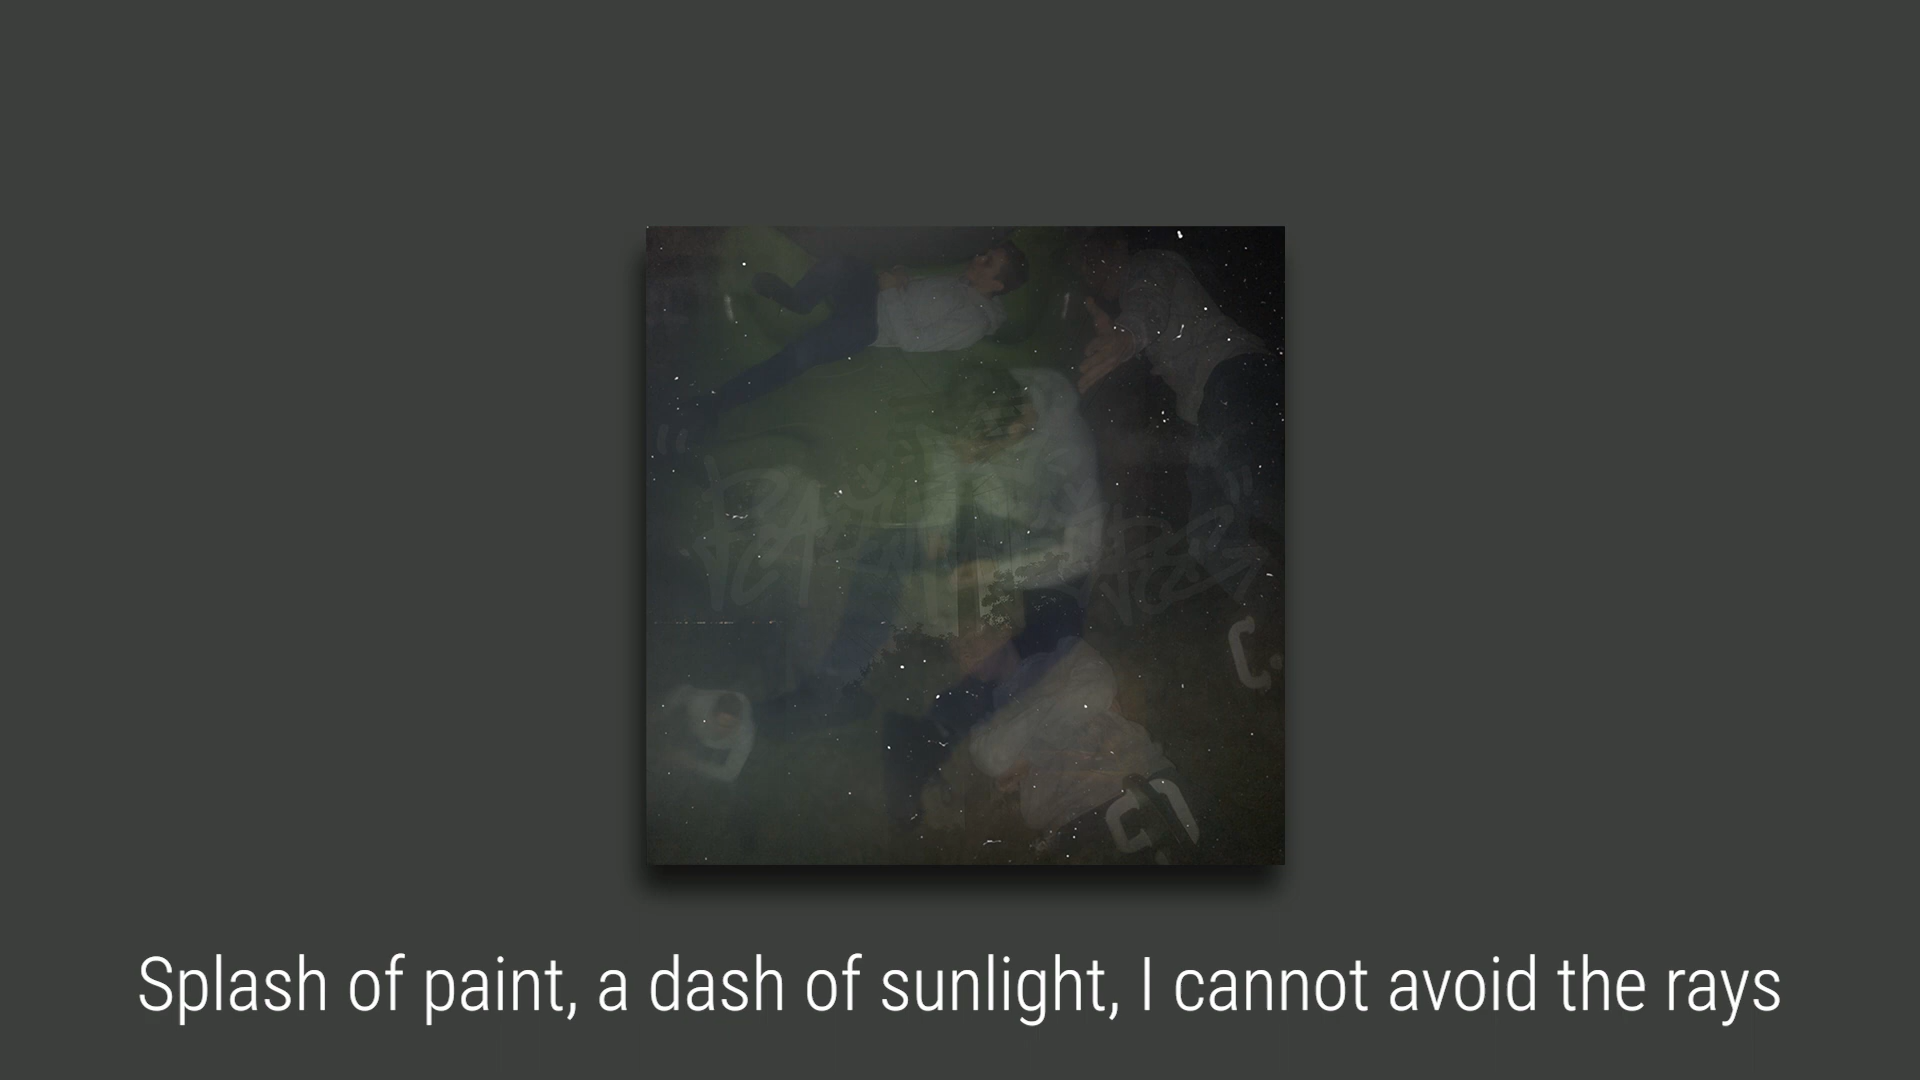 Splash of paint, a dash of sunlight, I cannot avoid the rays